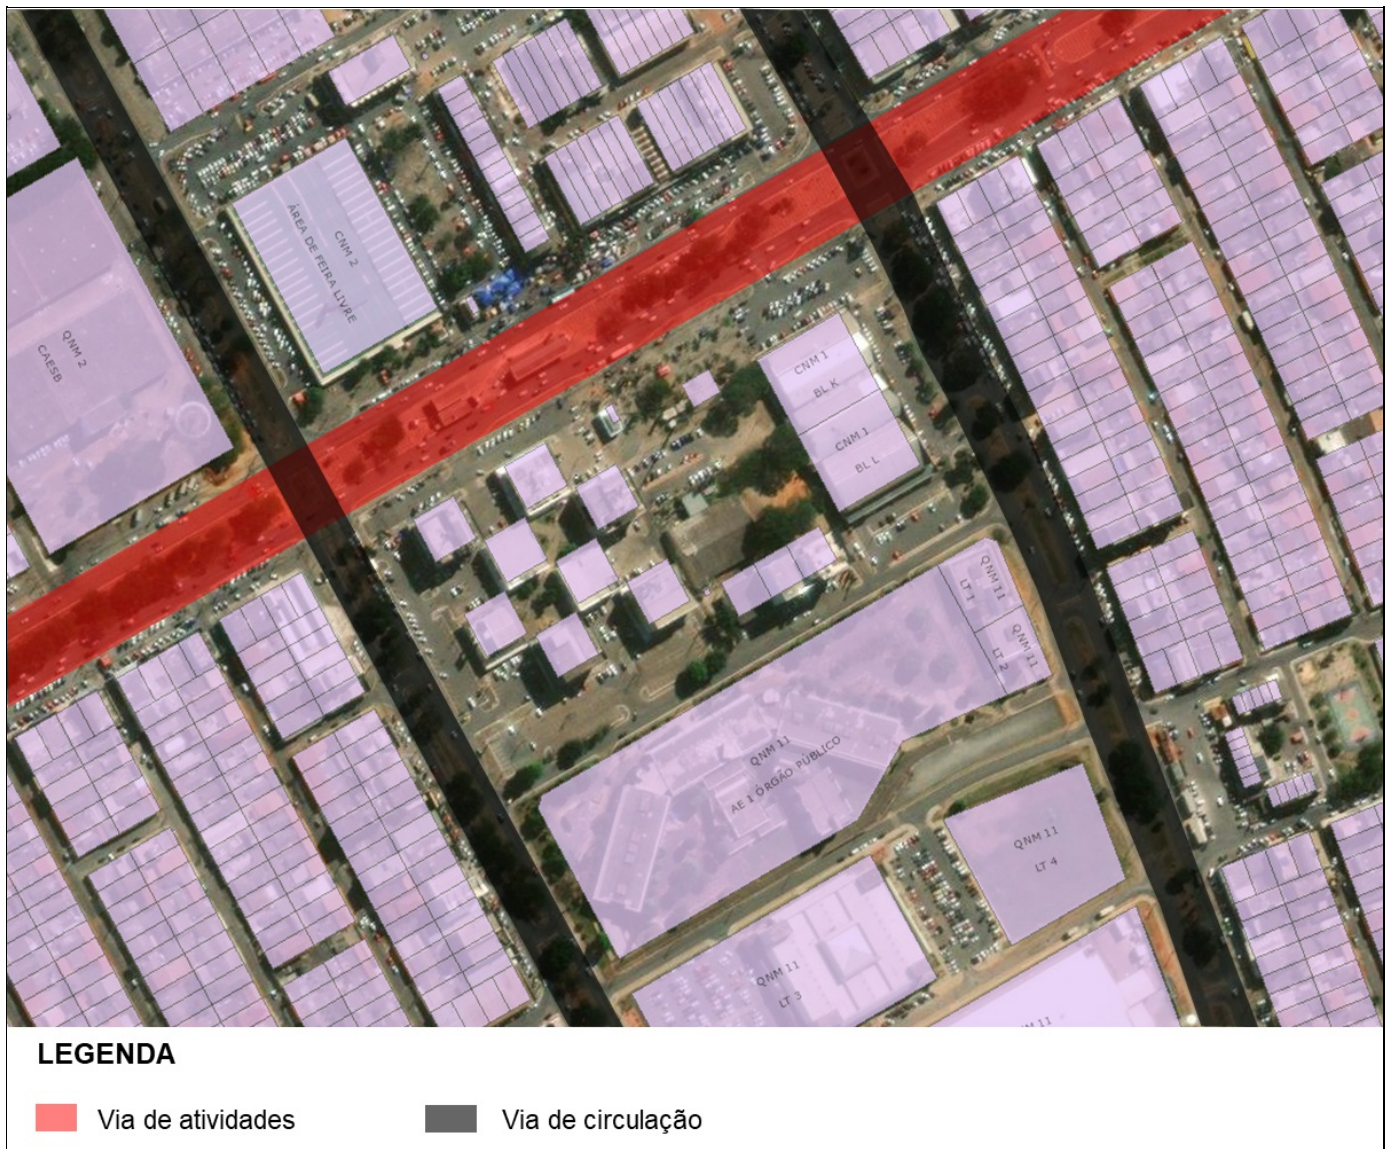 CNM 2
ÁREA DE FEIRA LIVRE
QNM 2
CAESB
CNM 1
BL K
CNM 1
BL L
QNM 11
LT 1
QNM 11
LT 2
QNM 11
AE 1 ÓRGÃO PÚBLICO
QNM 11
LT 4
QNM 11
LT 3
M 11
LEGENDA
Via de atividades
Via de circulação